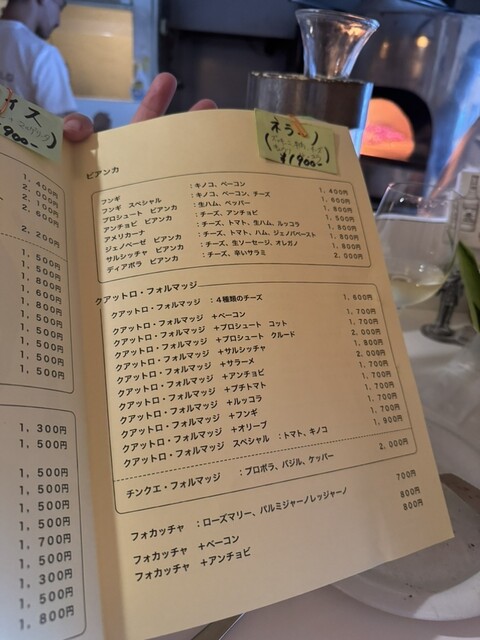 イス
¥1900-
1,400円
2,000円
2,100円
2,600円
2,200円
1,500円
1,500円
1,800円
1,600円
1,800円
1,500円
1,500円
1,500円
1,500円
1,300円
1,500円
1,500円
1,500円
1,500円
1,700円
1,500円
1,300円
1,500円
1,800円
¥1900-
ビアンカ
フンギ :キノコ、ベーコン 1,400円
フンギ スペシャル :キノコ、ベーコン、チーズ 1,800円
プロシュート ビアンカ :生ハム、ペッパー 1,800円
アンチョビ ビアンカ :チーズ、アンチョビ 1,500円
アメリカーナ :チーズ、トマト、生ハム、ルッコラ 1,800円
ジェノベーゼ ビアンカ :チーズ、トマト、ハム、ジェノバペースト 1,800円
サルシッチャ ビアンカ :チーズ、生ソーセージ、オレガノ 1,800円
ディアボラ ビアンカ :チーズ、辛いサラミ 2,000円
クアットロ・フォルマッジ
クアットロ・フォルマッジ :4種類のチーズ 1,600円
クアットロ・フォルマッジ +ベーコン 1,700円
クアットロ・フォルマッジ +プロシュート コット 1,700円
クアットロ・フォルマッジ +プロシュート クルード 2,000円
クアットロ・フォルマッジ +サルシッチャ 1,800円
クアットロ・フォルマッジ +サラーメ 2,000円
クアットロ・フォルマッジ +アンチョビ 1,700円
クアットロ・フォルマッジ +プチトマト 1,700円
クアットロ・フォルマッジ +ルッコラ 1,700円
クアットロ・フォルマッジ +フンギ 1,700円
クアットロ・フォルマッジ +オリーブ 1,700円
クアットロ・フォルマッジ スペシャル :トマト、キノコ 1,900円
チンクエ・フォルマッジ :プロボラ、バジル、ケッパー 2,000円
フォカッチャ :ローズマリー、パルミジャーノレッジャーノ 700円
フォカッチャ +ベーコン 800円
フォカッチャ +アンチョビ 800円